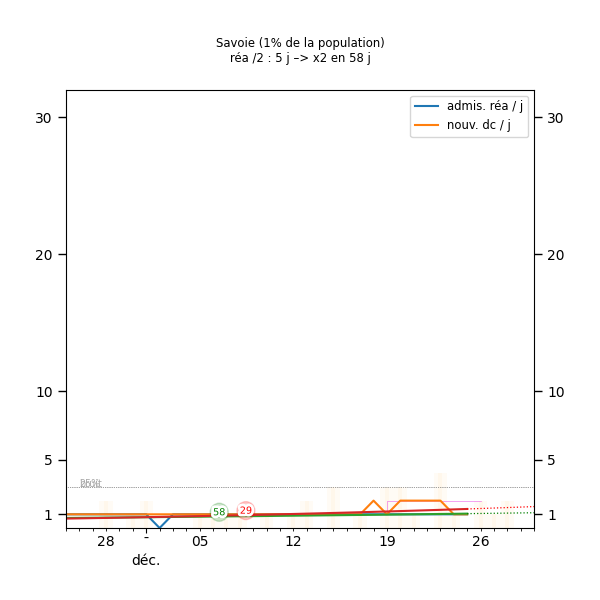 Savoie (1% de la population)
réa /2 : 5 j –> x2 en 58 j
admis. réa / j
nouv. dc / j
30 30
20 20
10 10
5 5
1 1
58 29
28 - 05 12 19 26
déc.